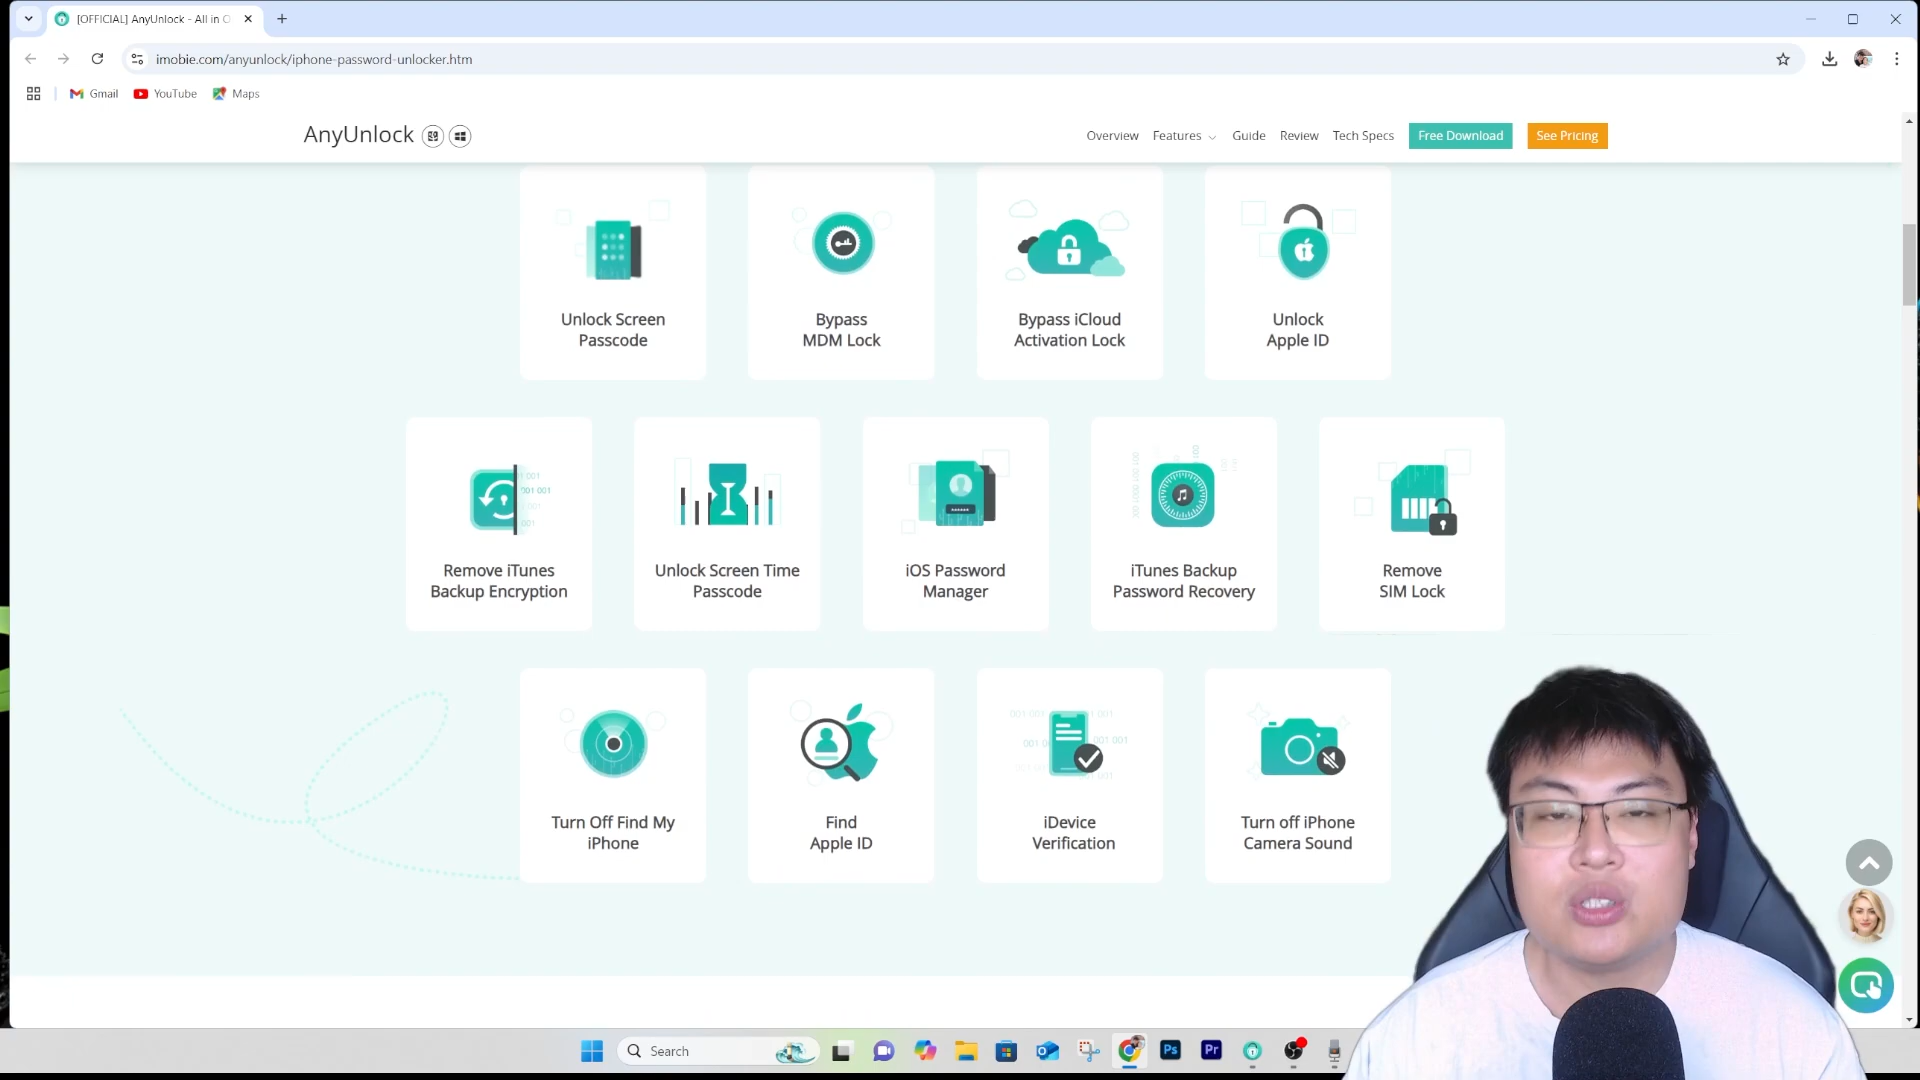 [OFFICIAL] AnyUnlock - All in O
imobie.com/anyunlock/iphone-password-unlocker.htm
Gmail
YouTube
Maps
AnyUnlock
Overview
Features
Guide
Review
Tech Specs
Free Download
See Pricing
Unlock Screen
Passcode
Bypass
MDM Lock
Bypass iCloud
Activation Lock
Unlock
Apple ID
Remove iTunes
Backup Encryption
Unlock Screen Time
Passcode
iOS Password
Manager
iTunes Backup
Password Recovery
Remove
SIM Lock
Turn Off Find My
iPhone
Find
Apple ID
iDevice
Verification
Turn off iPhone
Camera Sound
Search
Ps
Pr